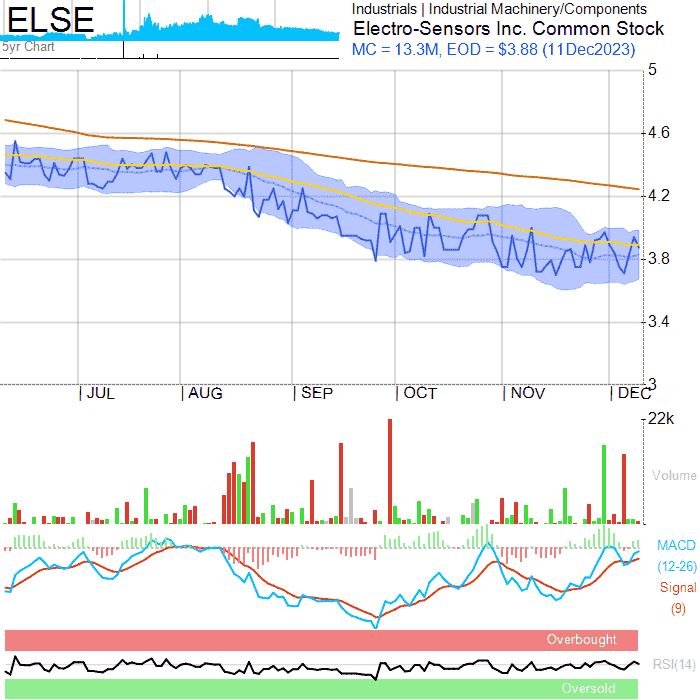 ELSE
5yr Chart
Industrials | Industrial Machinery/Components
Electro-Sensors Inc. Common Stock
MC = 13.3M, EOD = $3.88 (11Dec2023)
5
4.6
4.2
3.8
3.4
3
JUL AUG SEP OCT NOV DEC
22k
Volume
MACD
(12-26)
Signal
(9)
Overbought
RSI(14)
Oversold